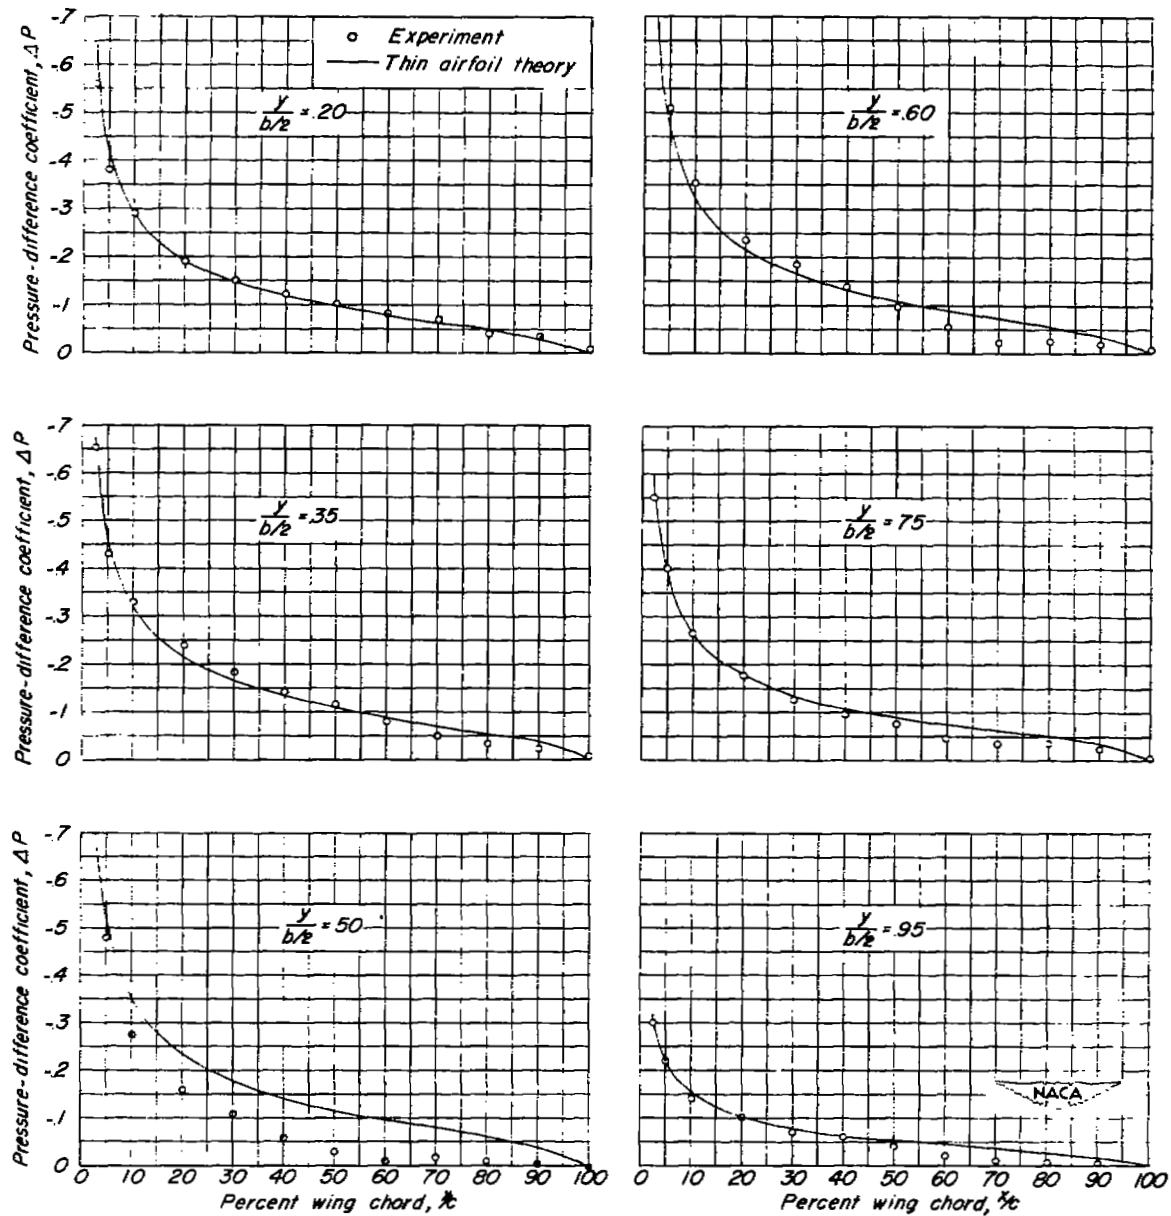 Pressure-difference coefficient, ΔP
-.7
-.6
-.5
-.4
-.3
-.2
-.1
0
o Experiment
Thin airfoil theory
y/b/2 = .20
y/b/2 = .60
Pressure-difference coefficient, ΔP
-.7
-.6
-.5
-.4
-.3
-.2
-.1
0
y/b/2 = .35
y/b/2 = .75
Pressure-difference coefficient, ΔP
-.7
-.6
-.5
-.4
-.3
-.2
-.1
0
y/b/2 = .50
y/b/2 = .95
NACA
0 10 20 30 40 50 60 70 80 90 100
0 10 20 30 40 50 60 70 80 90 100
Percent wing chord, x/c
Percent wing chord, x/c